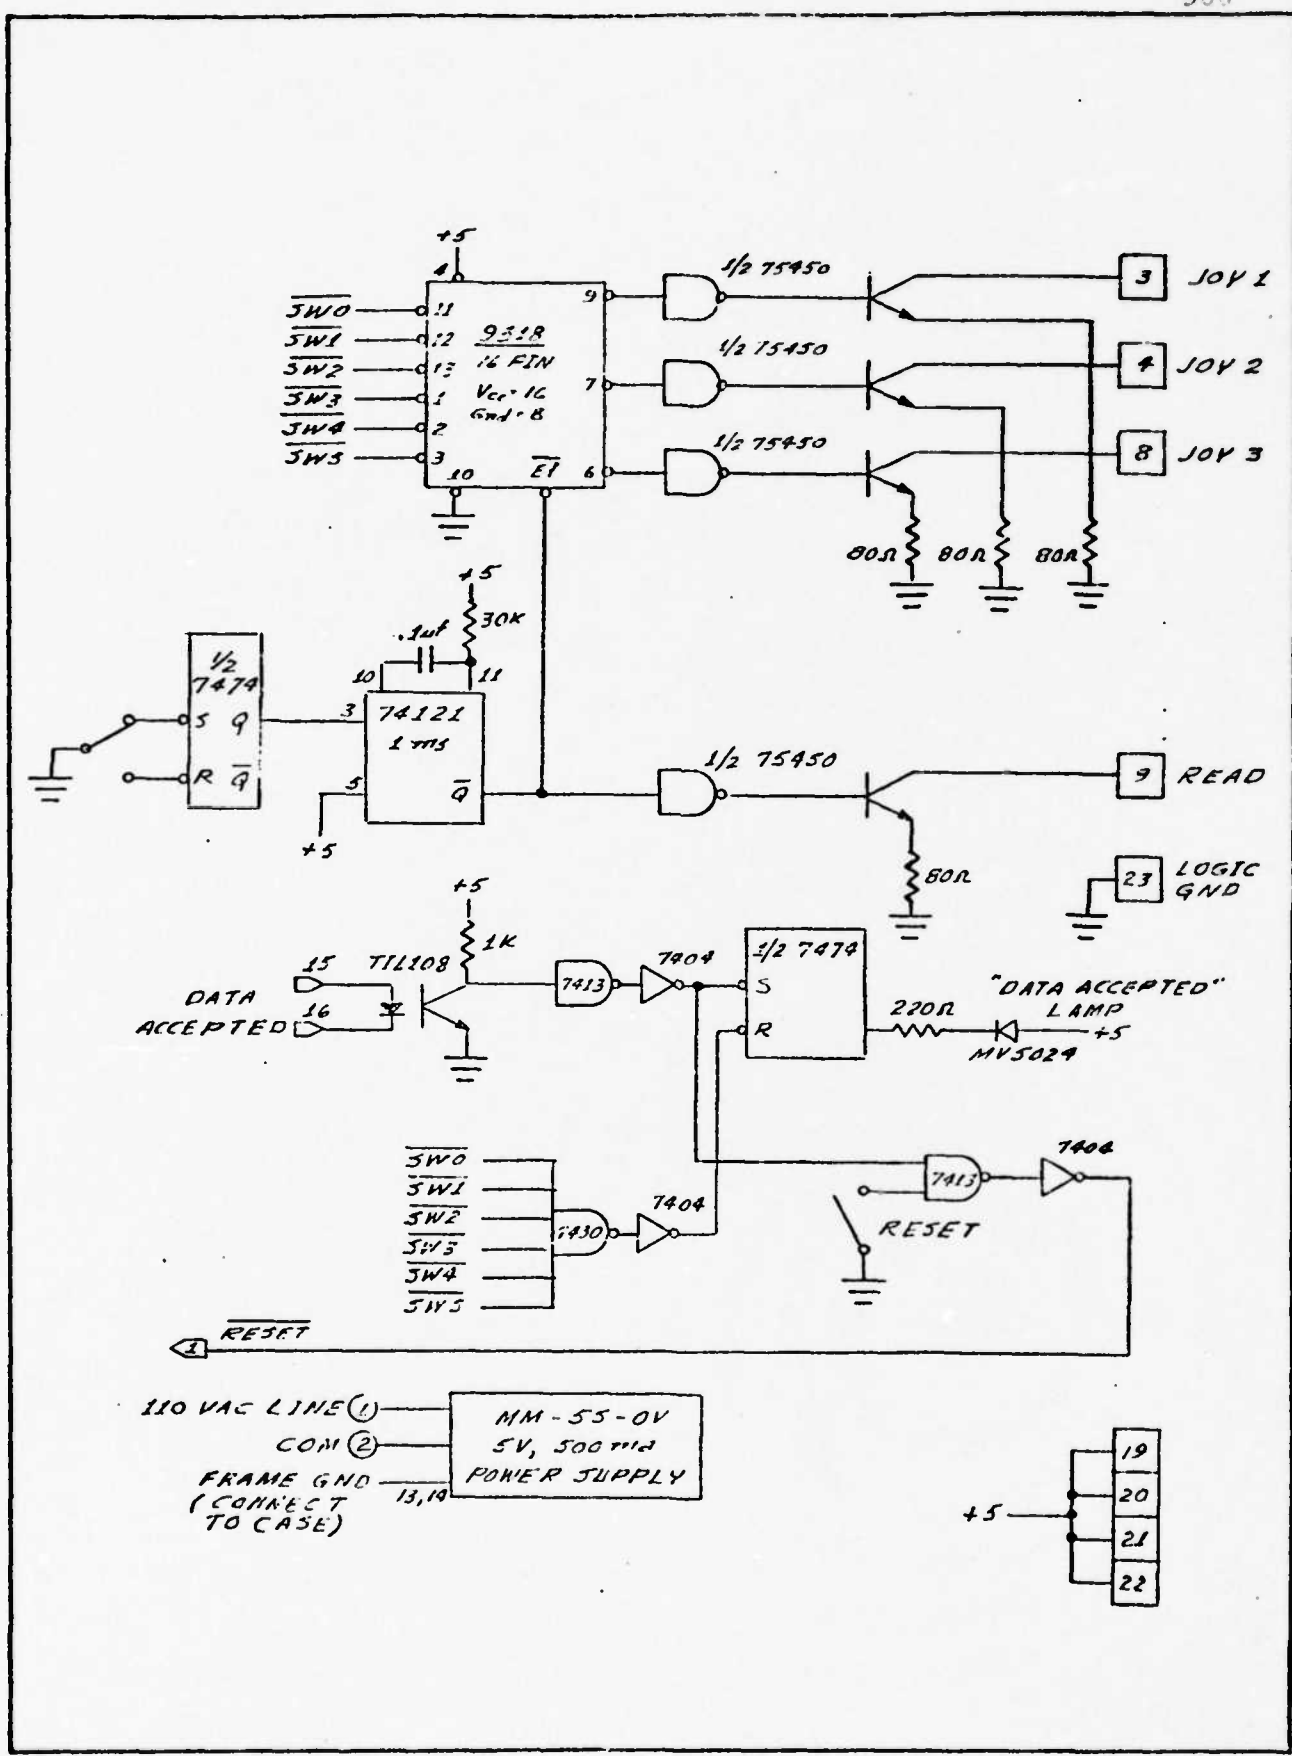 +5
4
SW0
11
SW1
12
SW2
13
SW3
1
SW4
2
SW5
3
9318
16 PIN
Vcc = 16
Gnd = 8
10
EI
9
7
6
1/2 75450
1/2 75450
1/2 75450
3 JOY 1
4 JOY 2
8 JOY 3
80Ω
80Ω
80Ω
+5
30K
.1uf
10
11
1/2
7474
S Q
R Q
3
74121
1 ms
5
Q
+5
1/2 75450
9 READ
80Ω
23 LOGIC
GND
+5
1K
15
TIL108
DATA
ACCEPTED
16
7413
7404
1/2 7474
S
R
220Ω
"DATA ACCEPTED"
LAMP
+5
MV5024
SW0
SW1
SW2
SW3
SW4
SW5
7430
7404
7413
7404
RESET
1
RESET
110 VAC LINE 1
COM 2
FRAME GND
(CONNECT
TO CASE)
13,14
MM-55-0V
5V, 500 ma
POWER SUPPLY
+5
19
20
21
22